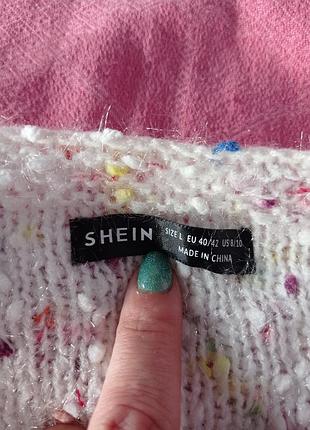 SHEIN
SIZE L EU 40/42 US 8/10
MADE IN CHINA